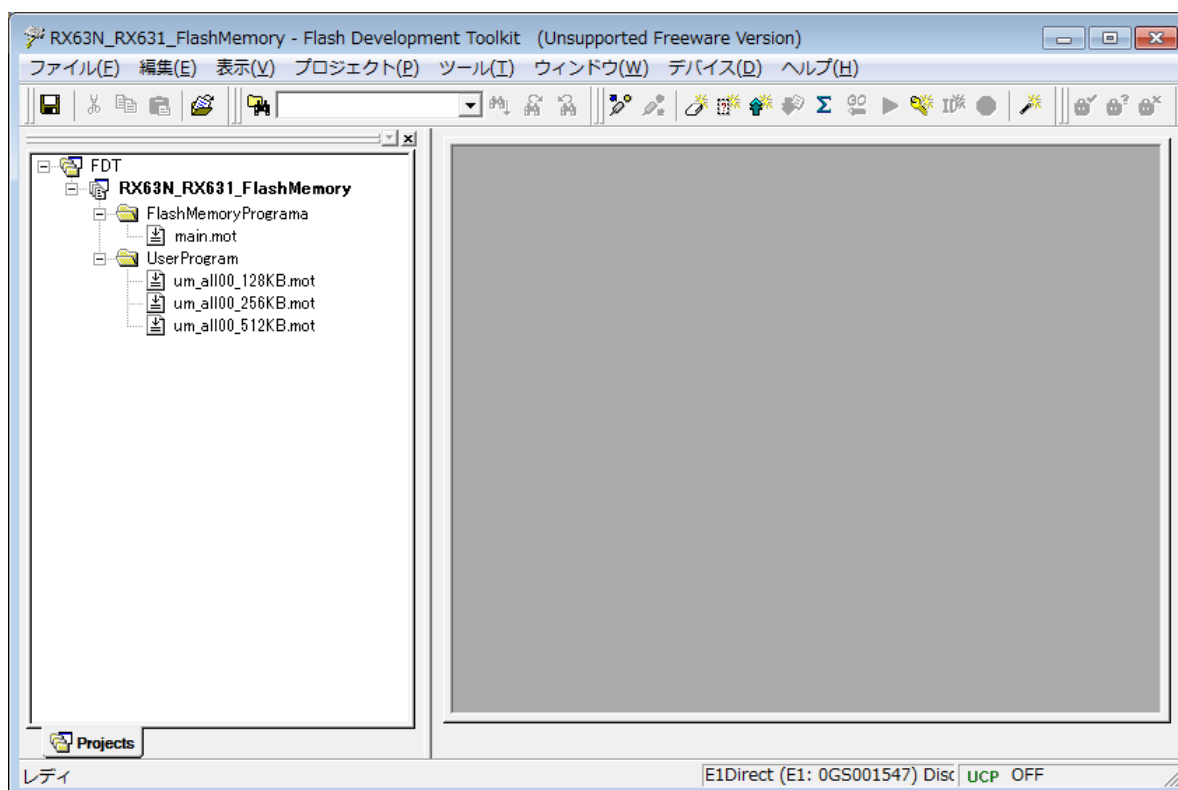 RX63N_RX631_FlashMemory - Flash Development Toolkit (Unsupported Freeware Version)
ファイル(F) 編集(E) 表示(V) プロジェクト(P) ツール(T) ウィンドウ(W) デバイス(D) ヘルプ(H)
FDT
RX63N_RX631_FlashMemory
FlashMemoryPrograma
main.mot
UserProgram
um_all00_128KB.mot
um_all00_256KB.mot
um_all00_512KB.mot
Projects
レディ E1Direct (E1: 0GS001547) Disc UCP OFF